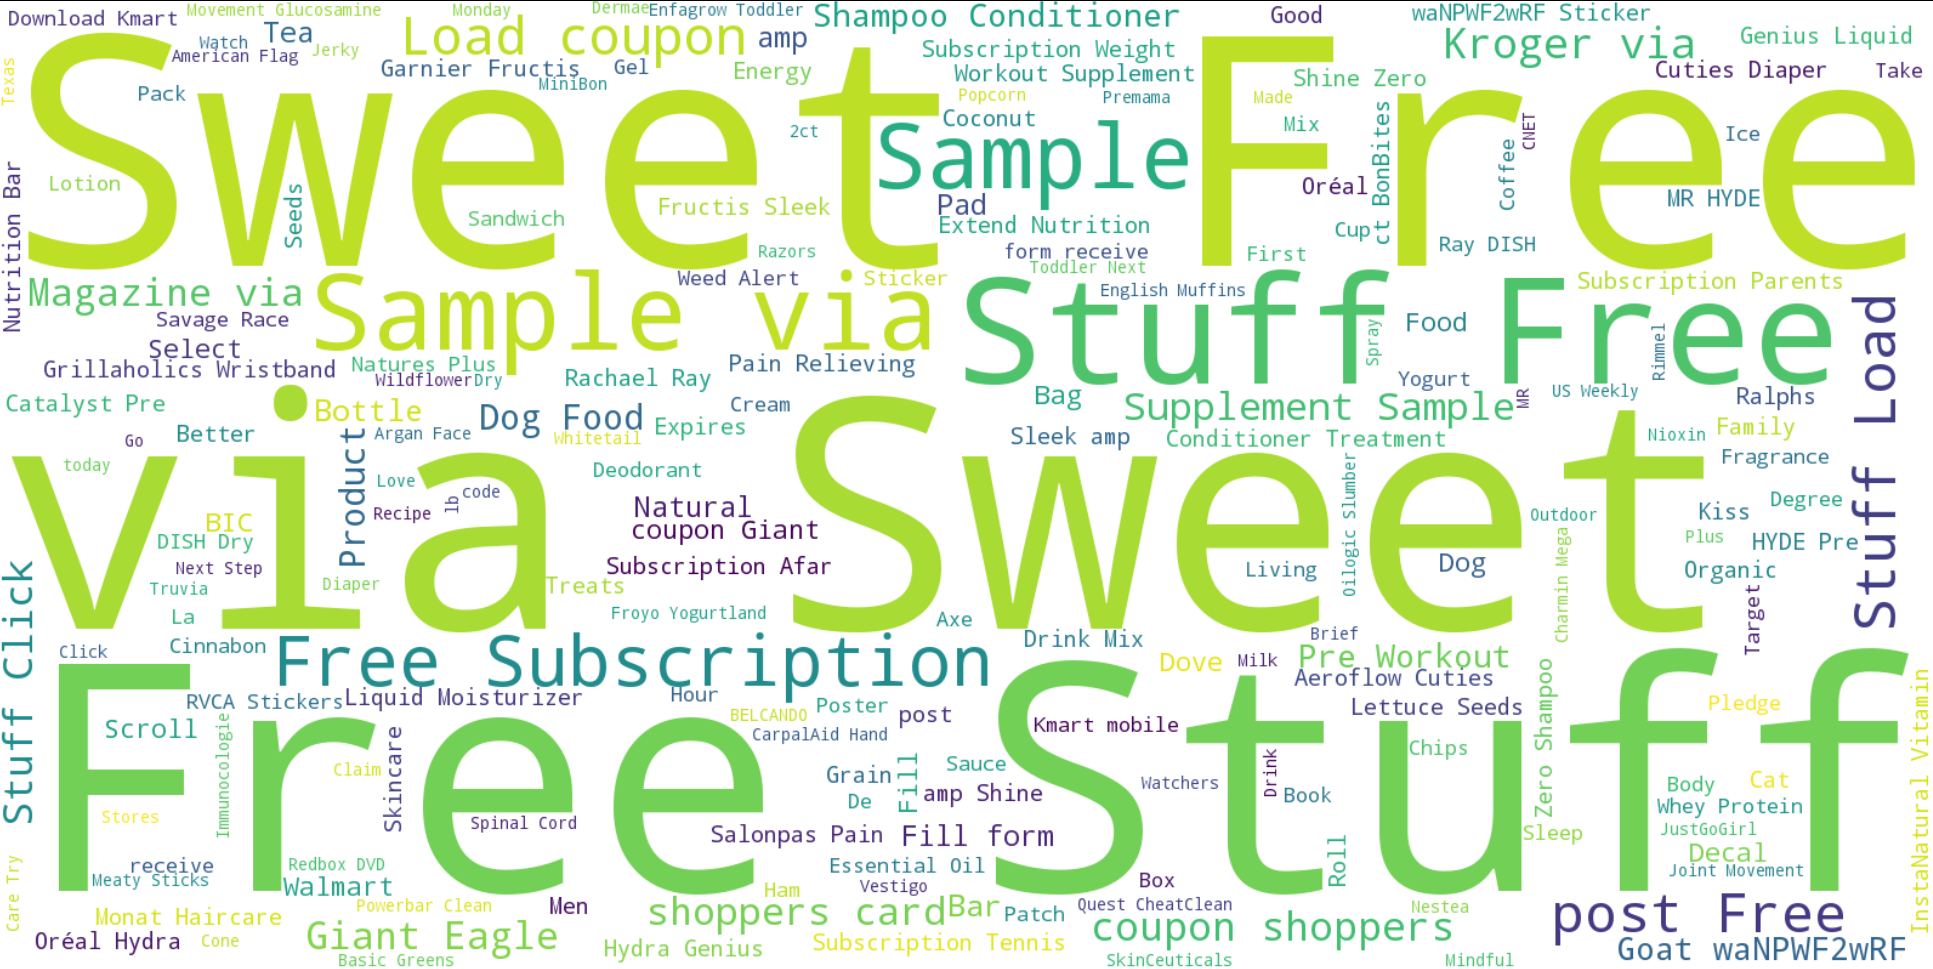 Download Kmart
Movement Glucosamine
Monday
Dermae
Enfagrow Toddler
Shampoo Conditioner
Good
waNPWF2wRF Sticker
Watch
Tea
Load coupon
amp
Subscription Weight
Kroger via
Genius Liquid
American Flag
Jerky
Garnier Fructis
Gel
Energy
Workout Supplement
Shine Zero
Cuties Diaper
Take
Texas
Pack
MiniBon
Popcorn
Premama
Made
Sweet Free
2ct
Coconut
Mix
ct BonBites
CNET
Ice
Sample
Coffee
Nutrition Bar
Lotion
Seeds
Sandwich
Fructis Sleek
Pad
Oréal
MR HYDE
Extend Nutrition
Cup
Ray DISH
Razors
form receive
First
Magazine via
Sample via
Weed Alert
Sticker
Toddler Next
English Muffins
Subscription Parents
Stuff Free
Savage Race
Food
Spray
Rimmel
Stuff Load
Select
Grillaholics Wristband
Natures Plus
Wildflower
Dry
Rachael Ray
Pain Relieving
Yogurt
US Weekly
MR
Ralphs
Catalyst Pre
Bottle
Dog Food
Cream
Bag
Supplement Sample
Go
Better
Argan Face
Whitetail
Expires
Sleek amp
Conditioner Treatment
Nioxin
Family
today
via Sweet
Product
Love
Deodorant
Fragrance
lb
code
Recipe
Natural
Oilogic Slumber
Degree
Kiss
BIC
coupon Giant
Outdoor
DISH Dry
Plus
HYDE Pre
Next Step
Subscription Afar
Living
Dog
Organic
Truvia
Diaper
Treats
Charmin Mega
Target
La
Froyo Yogurtland
Axe
Stuff Click
Cinnabon
Click
Free Subscription
Drink Mix
Brief
Dove
Milk
Pre Workout
Aeroflow Cuties
RVCA Stickers
Liquid Moisturizer
Hour
Poster
Lettuce Seeds
Pledge
Free Stuff
Scroll
Immunocologie
Skincare
BELCANDO
post
CarpalAid Hand
Kmart mobile
Chips
Zero Shampoo
InstaNatural Vitamin
Claim
Grain
Fill
Sauce
Watchers
Drink
Book
Body
Cat
De
amp Shine
Whey Protein
Stores
Spinal Cord
Salonpas Pain
Fill form
Sleep
JustGoGirl
Decal
Care Try
receive
Redbox DVD
Essential Oil
Roll
Joint Movement
Meaty Sticks
Walmart
Ham
Vestigo
Box
Monat Haircare
Powerbar Clean
Men
shoppers card
Bar
Patch
Quest CheatClean
Nestea
post Free
Oréal Hydra
Cone
Giant Eagle
Hydra Genius
Subscription Tennis
coupon shoppers
Goat waNPWF2wRF
Basic Greens
SkinCeuticals
Mindful